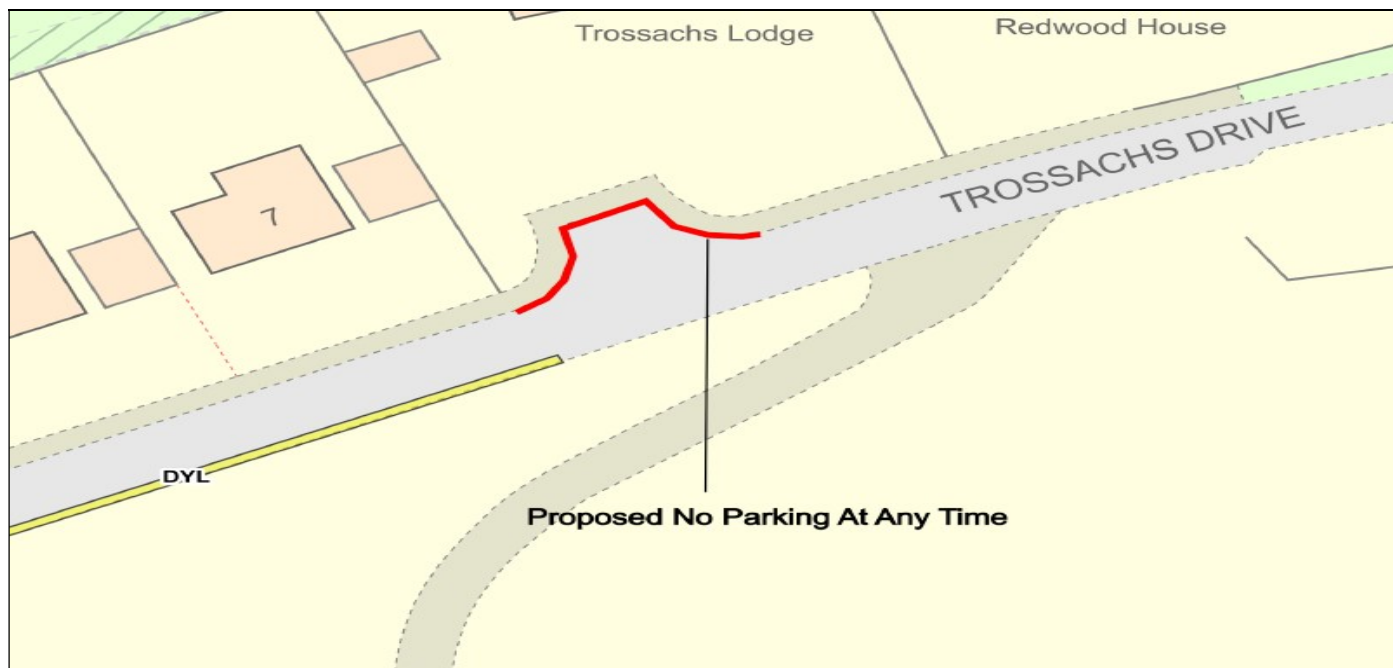 Trossachs Lodge
Redwood House
TROSSACHS DRIVE
7
DYL
Proposed No Parking At Any Time